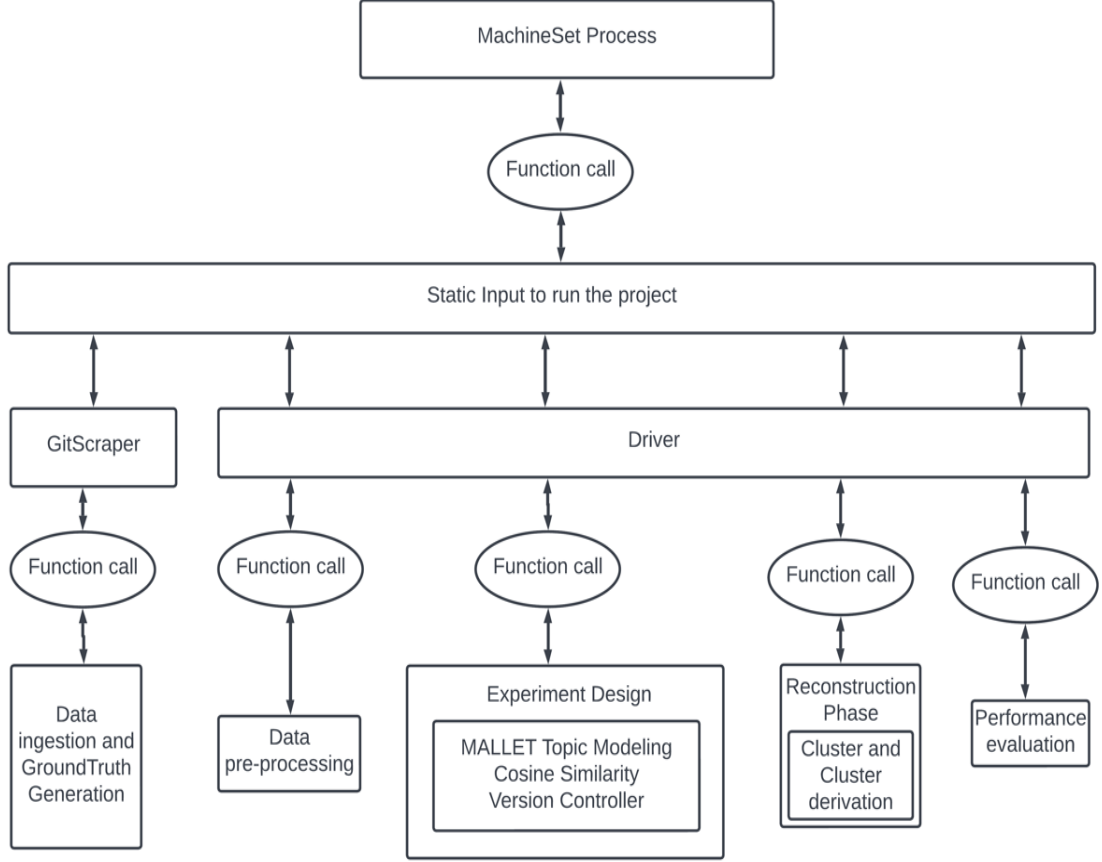 MachineSet Process
Function call
Static Input to run the project
GitScraper
Driver
Function call
Function call
Function call
Function call
Function call
Data
ingestion and
GroundTruth
Generation
Data
pre-processing
Experiment Design
MALLET Topic Modeling
Cosine Similarity
Version Controller
Reconstruction
Phase
Cluster and
Cluster
derivation
Performance
evaluation